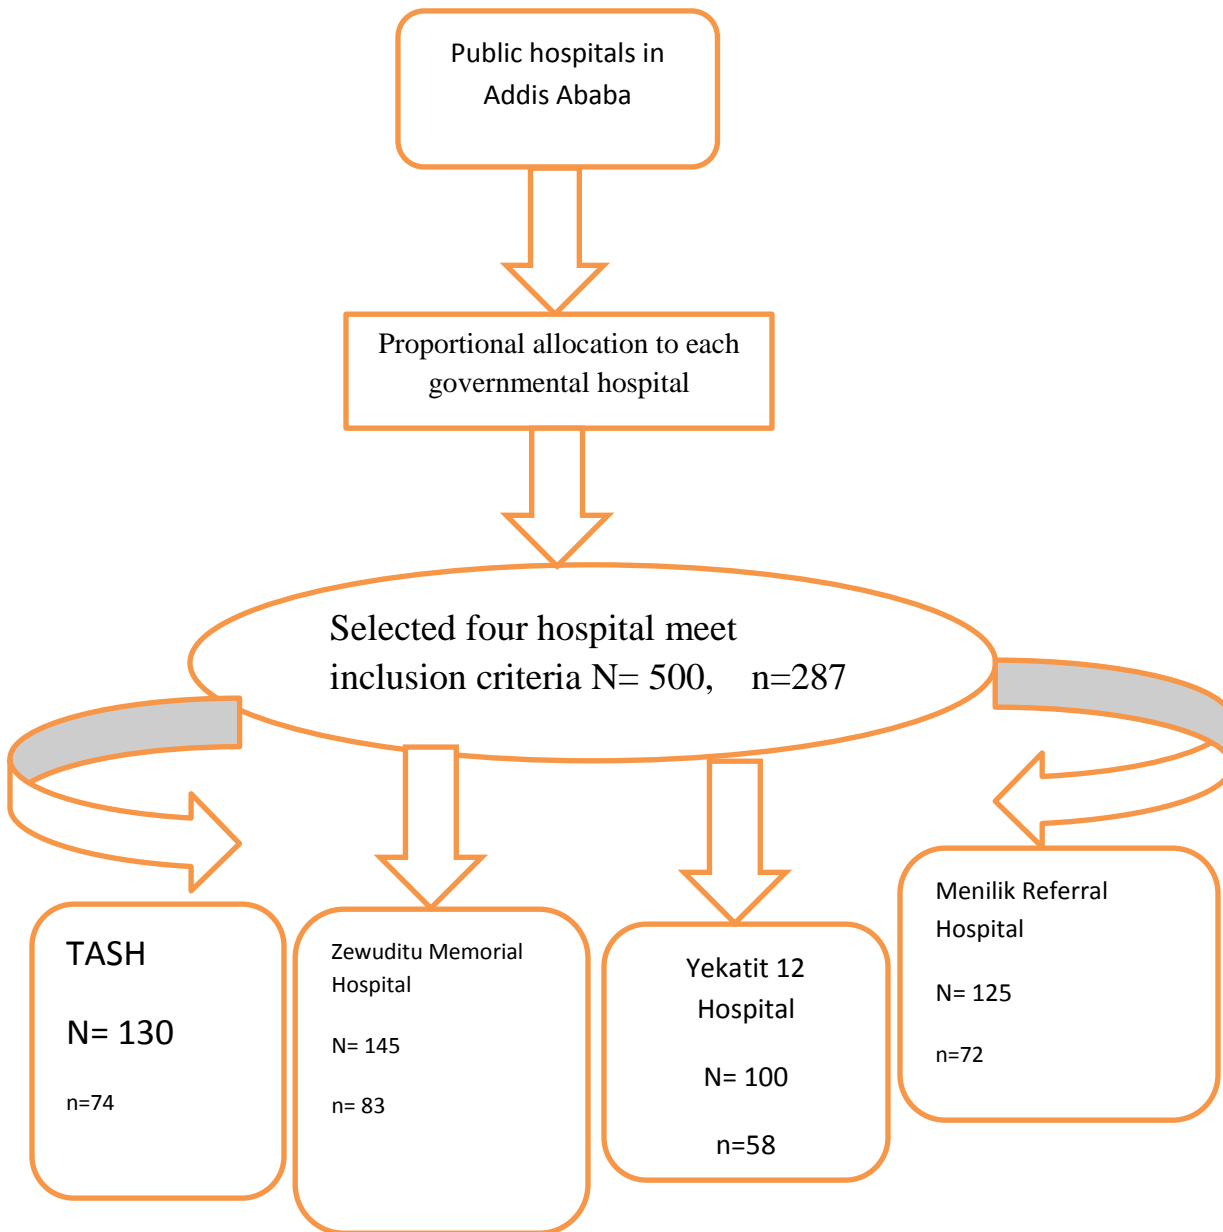 Public hospitals in
Addis Ababa
Proportional allocation to each
governmental hospital
Selected four hospital meet
inclusion criteria N= 500, n=287
TASH
N= 130
n=74
Zewuditu Memorial
Hospital
N= 145
n= 83
Yekatit 12
Hospital
N= 100
n=58
Menilik Referral
Hospital
N= 125
n=72